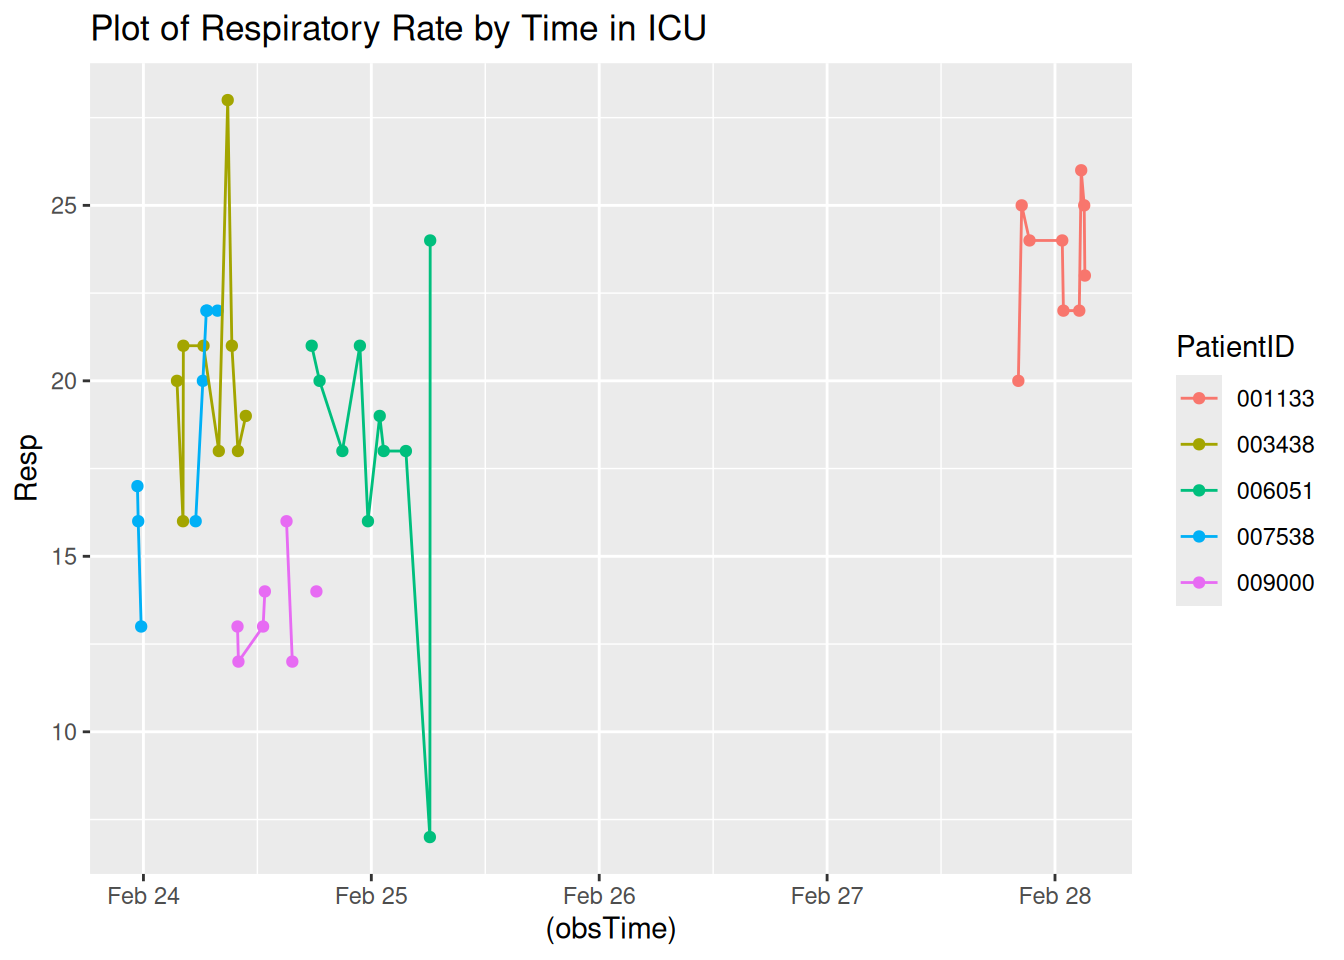 Plot of Respiratory Rate by Time in ICU
Resp
25
20
15
10
Feb 24
Feb 25
Feb 26
Feb 27
Feb 28
(obsTime)
PatientID
001133
003438
006051
007538
009000